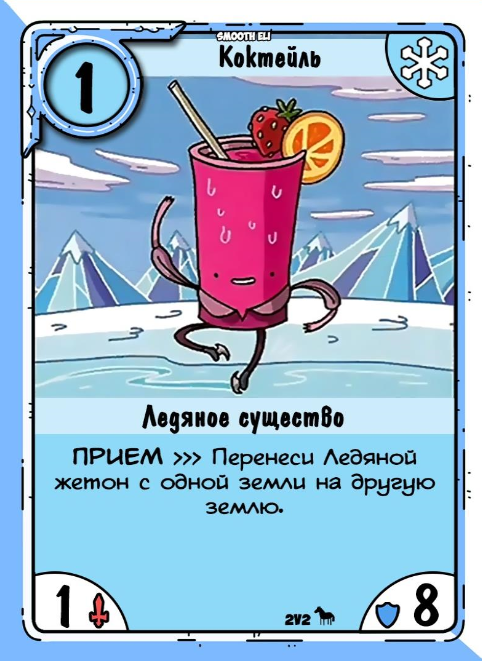 SMOOTH ELI
Коктейль
1
Ледяное существо
ПРИЕМ >>> Перенеси Ледяной
жетон с одной земли на другую
землю.
1
2V2
8